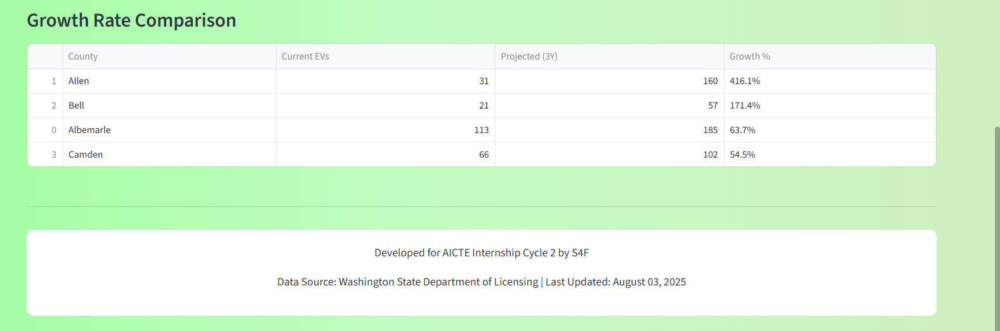 Growth Rate Comparison
County Current EVs Projected (3Y) Growth %
1 Allen 31 160 416.1%
2 Bell 21 57 171.4%
0 Albemarle 113 185 63.7%
3 Camden 66 102 54.5%
Developed for AICTE Internship Cycle 2 by S4F
Data Source: Washington State Department of Licensing | Last Updated: August 03, 2025